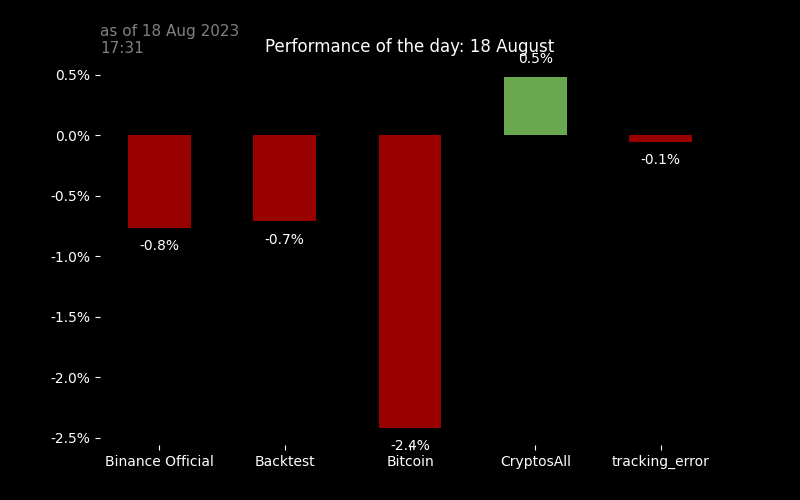 as of 18 Aug 2023
17:31
Performance of the day: 18 August
0.5%
0.5%
0.0%
-0.1%
-0.5%
-0.8%
-0.7%
-1.0%
-1.5%
-2.0%
-2.5%
-2.4%
Binance Official
Backtest
Bitcoin
CryptosAll
tracking_error